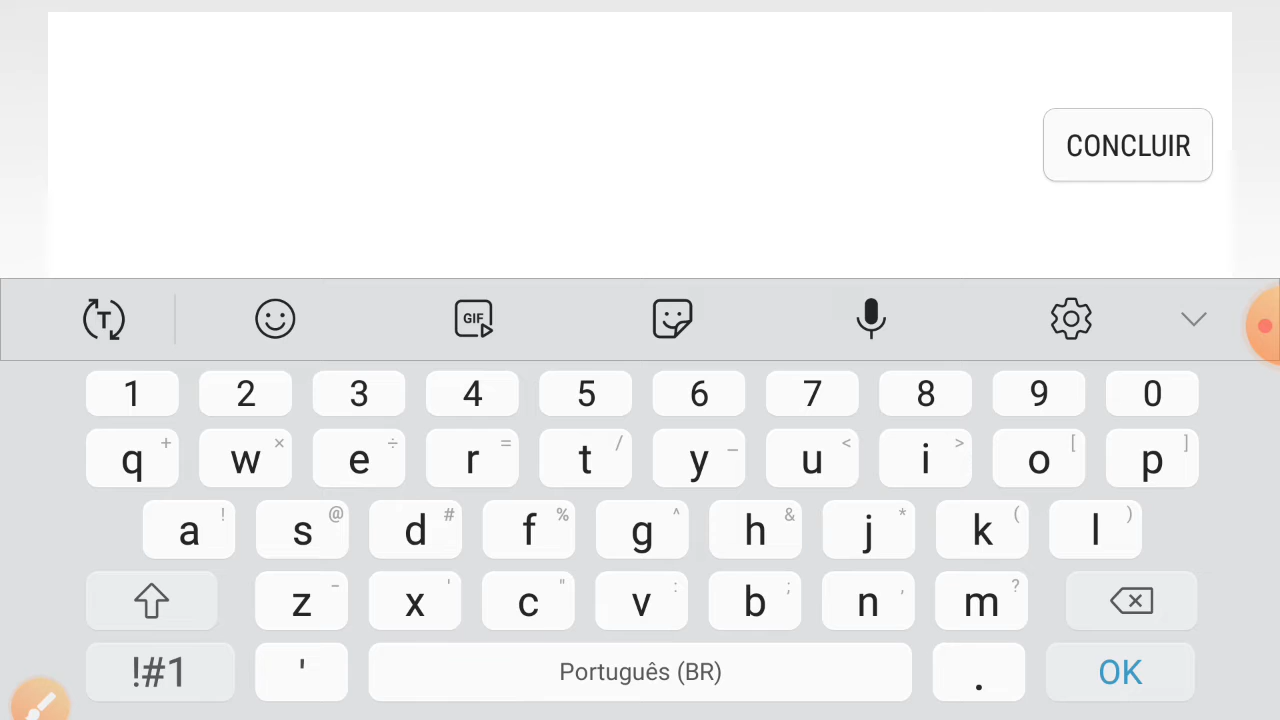 CONCLUIR
T GIF
1 2 3 4 5 6 7 8 9 0
q + w × e ÷ r = t / y _ u < i > o [ p ]
a ! s @ d # f % g ^ h & j * k ( l )
z - x ' c " v : b ; n , m ?
!#1 ' Português (BR) . OK